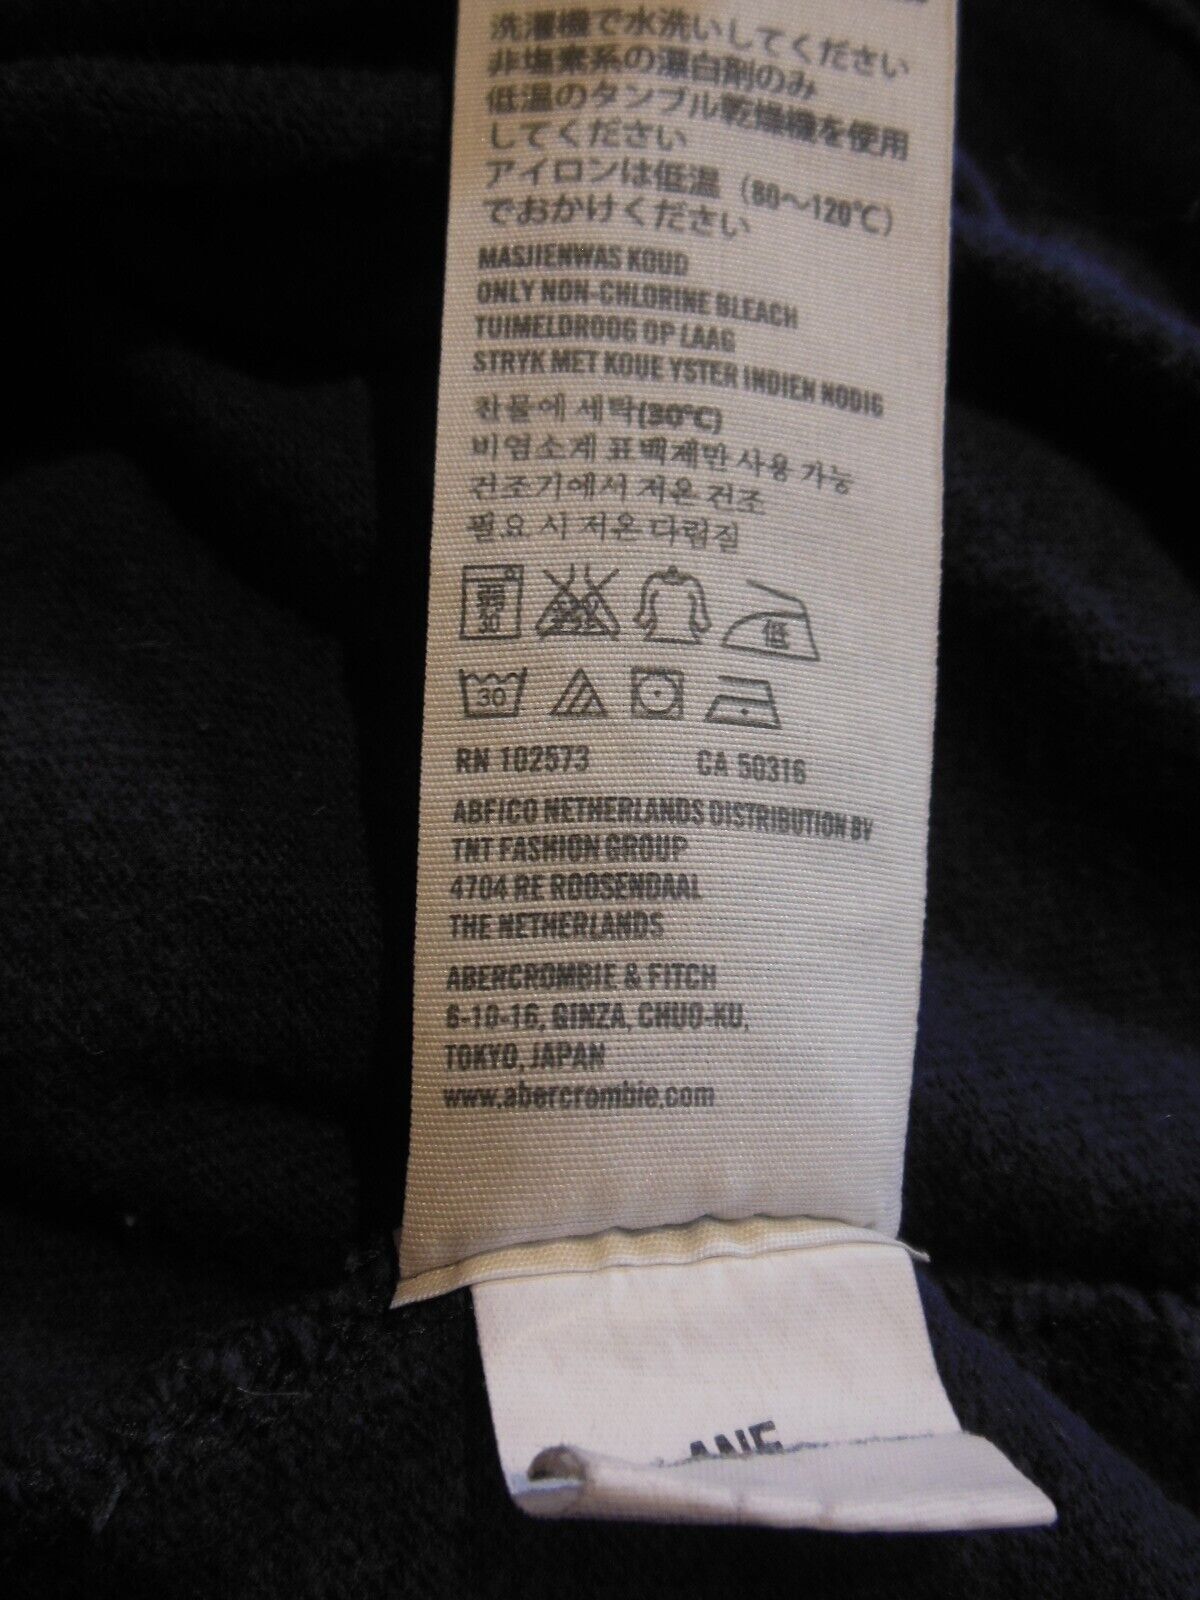 洗濯機で水洗いしてください
非塩素系の漂白剤のみ
低温のタンブル乾燥機を使用
してください
アイロンは低温（80～120℃）
でおかけください
MASJIENWAS KOUD
ONLY NON-CHLORINE BLEACH
TUIMELDROOG OP LAAG
STRYK MET KOUE YSTER INDIEN NODIG
찬물에 세탁(30°C)
비염소계 표백제만 사용 가능
건조기에서 저온 건조
필요 시 저온 다림질
30 低
30
RN 102573 CA 50316
ABFICO NETHERLANDS DISTRIBUTION BV
TNT FASHION GROUP
4704 RE ROOSENDAAL
THE NETHERLANDS
ABERCROMBIE & FITCH
6-10-16, GINZA, CHUO-KU,
TOKYO, JAPAN
www.abercrombie.com